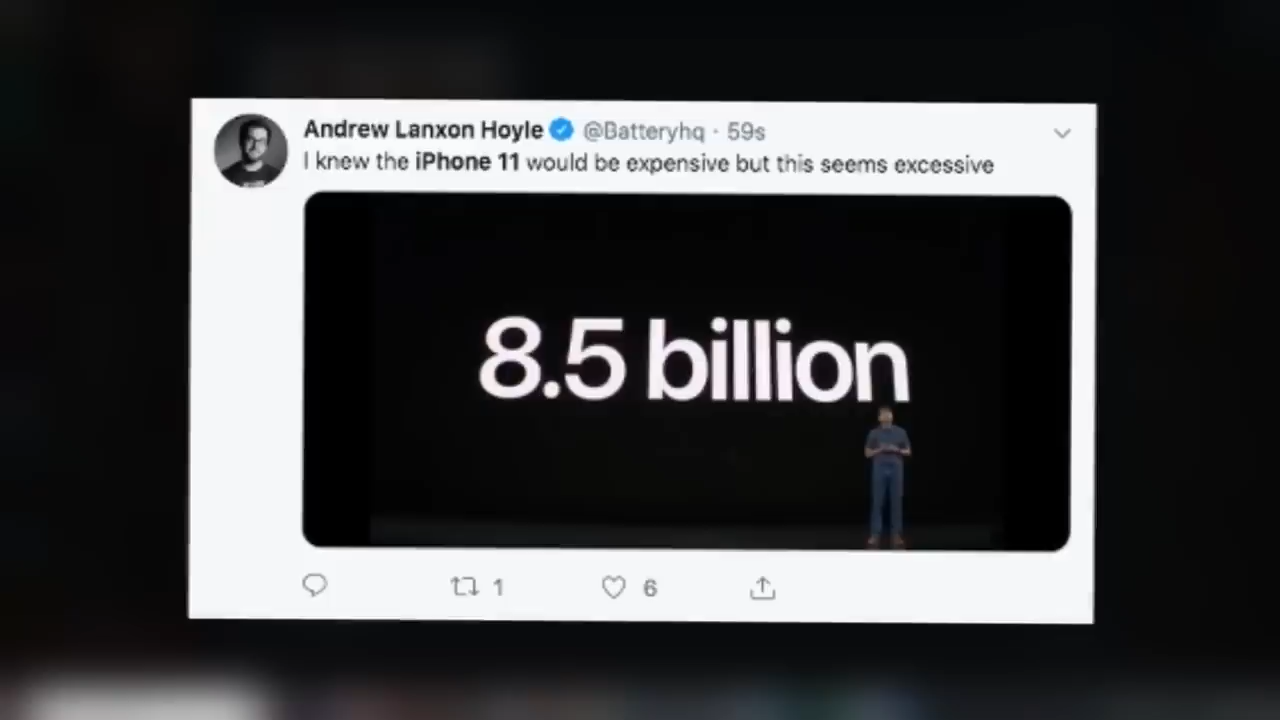 Andrew Lanxon Hoyle @Batteryhq · 59s
I knew the iPhone 11 would be expensive but this seems excessive
8.5 billion
1 6